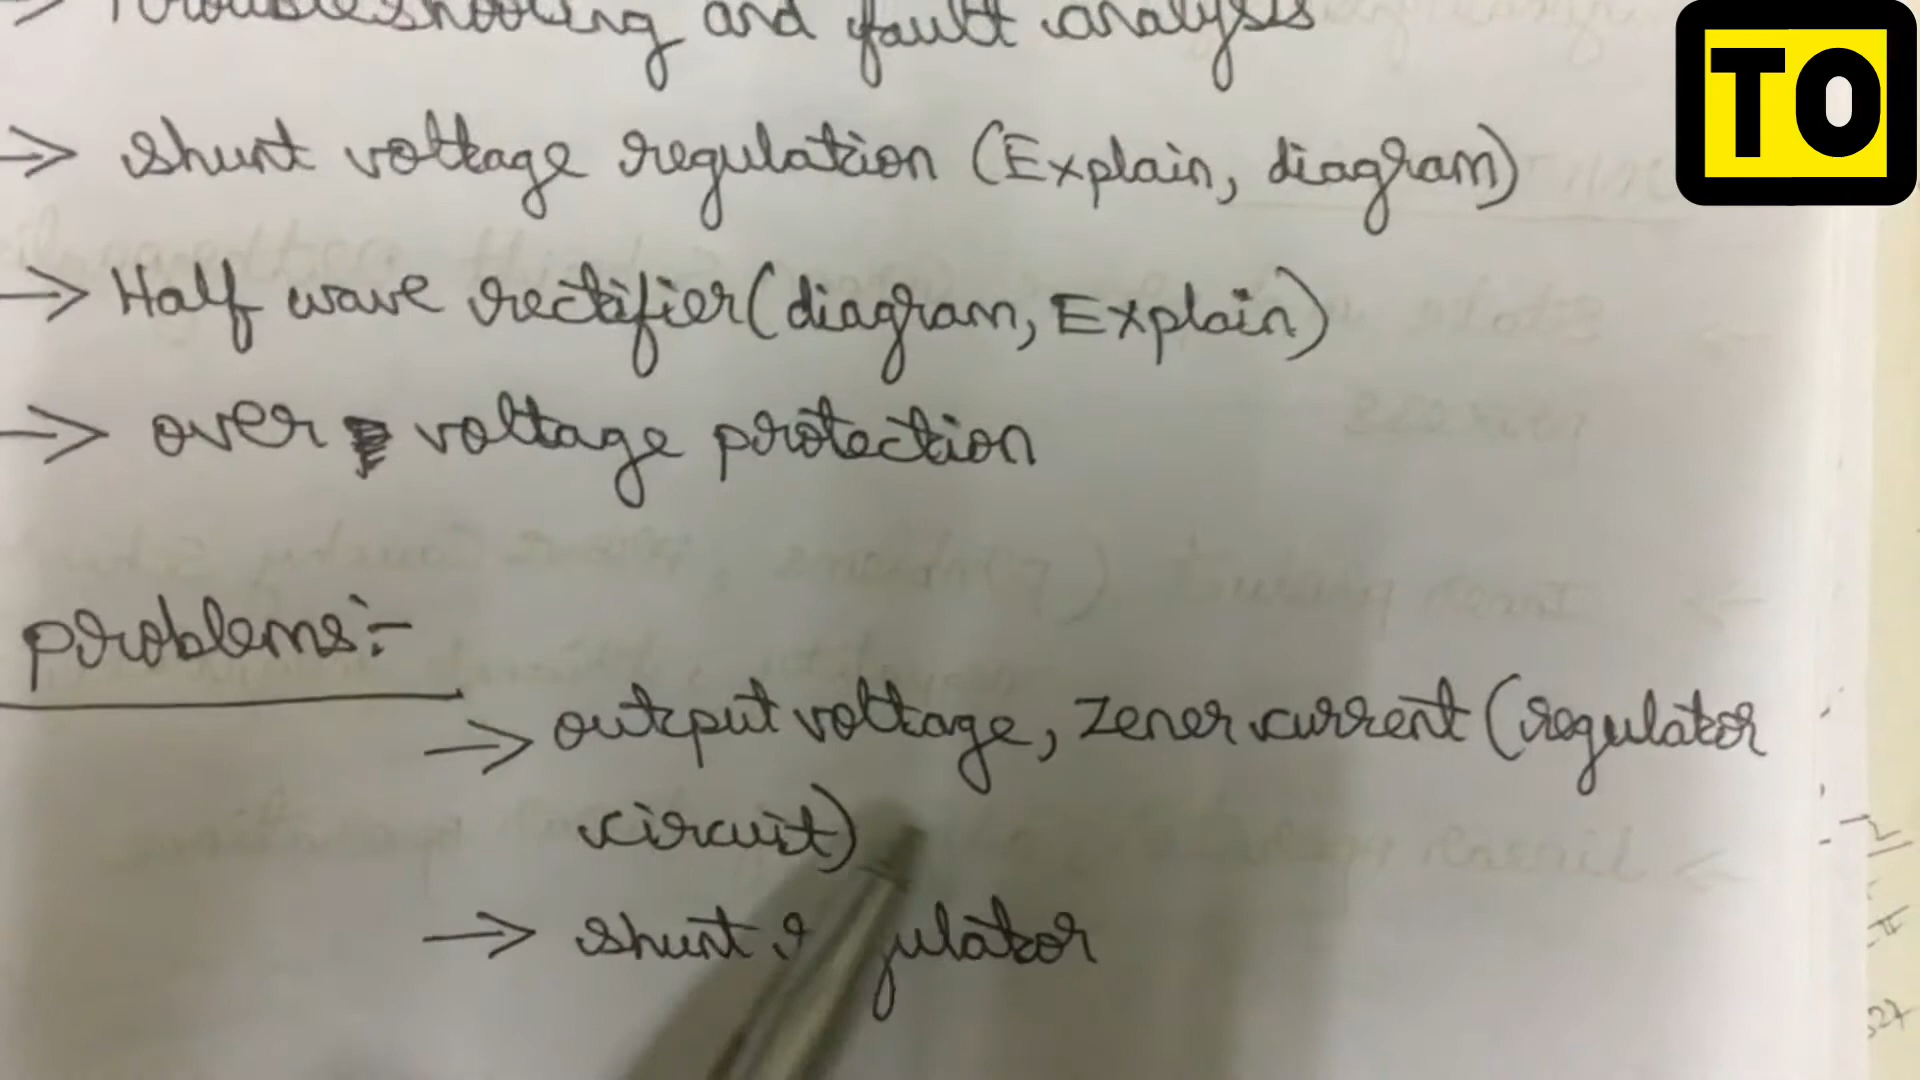 → Troubleshooting and fault analysis
→ shunt voltage regulation (Explain, diagram)
→ Half wave rectifier (diagram, Explain)
→ over voltage protection
problems:-
→ output voltage, zener current (regulator
circuit)
→ shunt regulator
TO